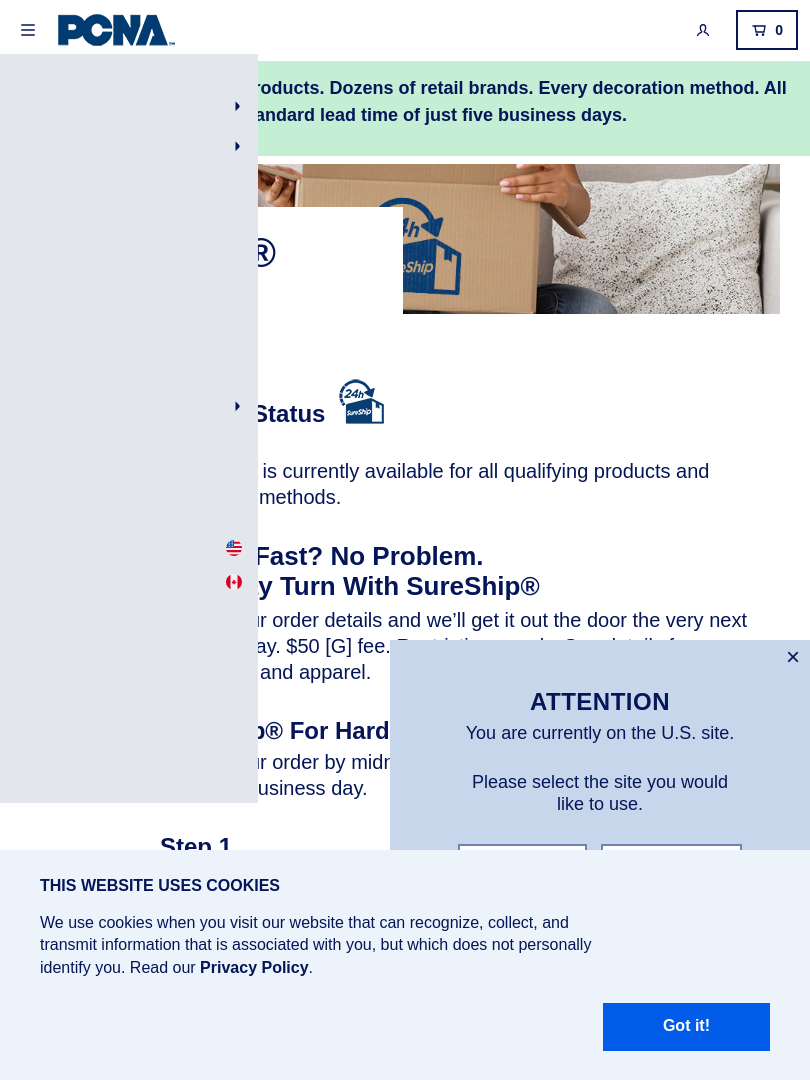 PCNA
0
roducts. Dozens of retail brands. Every decoration method. All
andard lead time of just five business days.
®
4h
eShip
Status
24h
SureShip
is currently available for all qualifying products and
methods.
Fast? No Problem.
y Turn With SureShip®
ur order details and we’ll get it out the door the very next
ay. $50 [G] fee.
and apparel.
p® For Hard
ur order by midn
usiness day.
Step 1
ATTENTION
You are currently on the U.S. site.
Please select the site you would
like to use.
THIS WEBSITE USES COOKIES
We use cookies when you visit our website that can recognize, collect, and
transmit information that is associated with you, but which does not personally
identify you. Read our Privacy Policy.
Got it!